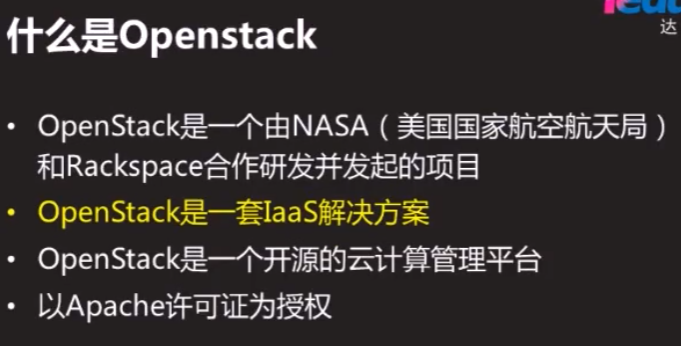 什么是Openstack
达
• OpenStack是一个由NASA（美国国家航空航天局）
和Rackspace合作研发并发起的项目
• OpenStack是一套IaaS解决方案
• OpenStack是一个开源的云计算管理平台
• 以Apache许可证为授权